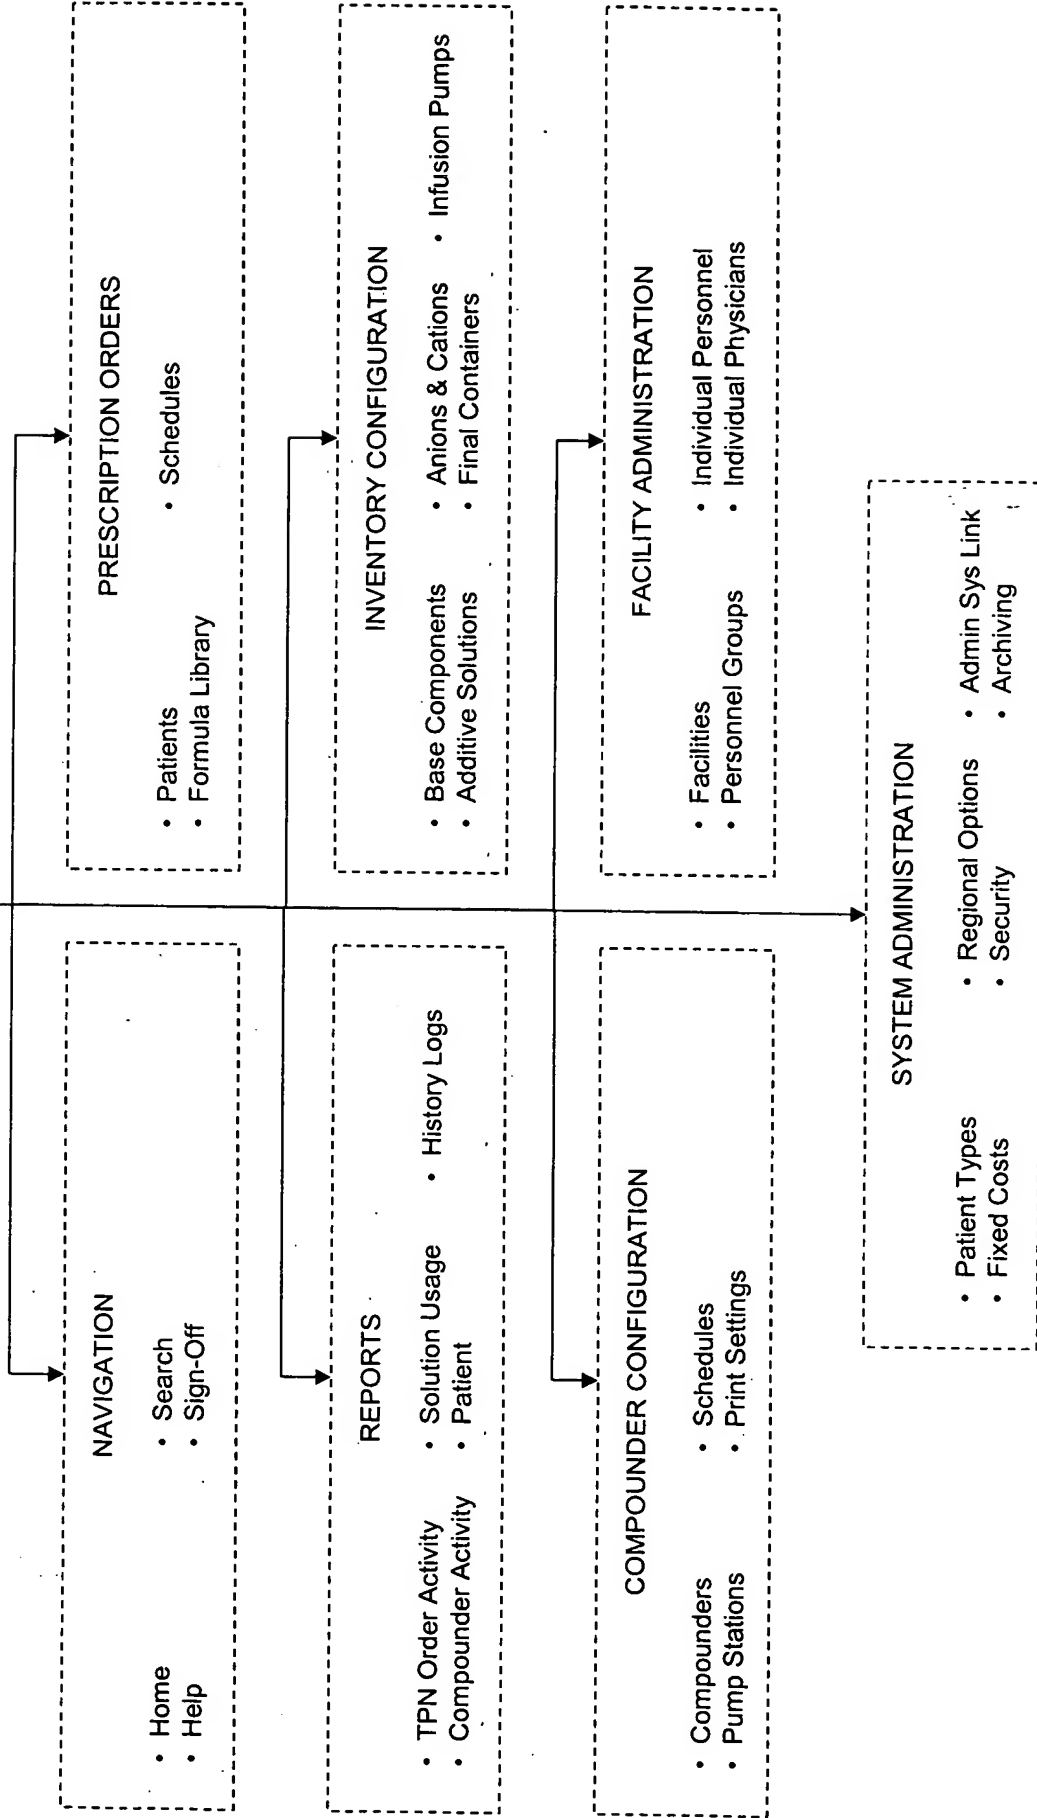 NAVIGATION
• Home
• Help
• Search
• Sign-Off
PRESCRIPTION ORDERS
• Patients
• Formula Library
• Schedules
REPORTS
• TPN Order Activity
• Compounder Activity
• Solution Usage
• Patient
• History Logs
INVENTORY CONFIGURATION
• Base Components
• Additive Solutions
• Anions & Cations
• Final Containers
• Infusion Pumps
COMPOUNDER CONFIGURATION
• Compounders
• Pump Stations
• Schedules
• Print Settings
FACILITY ADMINISTRATION
• Facilities
• Personnel Groups
• Individual Personnel
• Individual Physicians
SYSTEM ADMINISTRATION
• Patient Types
• Fixed Costs
• Regional Options
• Security
• Admin Sys Link
• Archiving